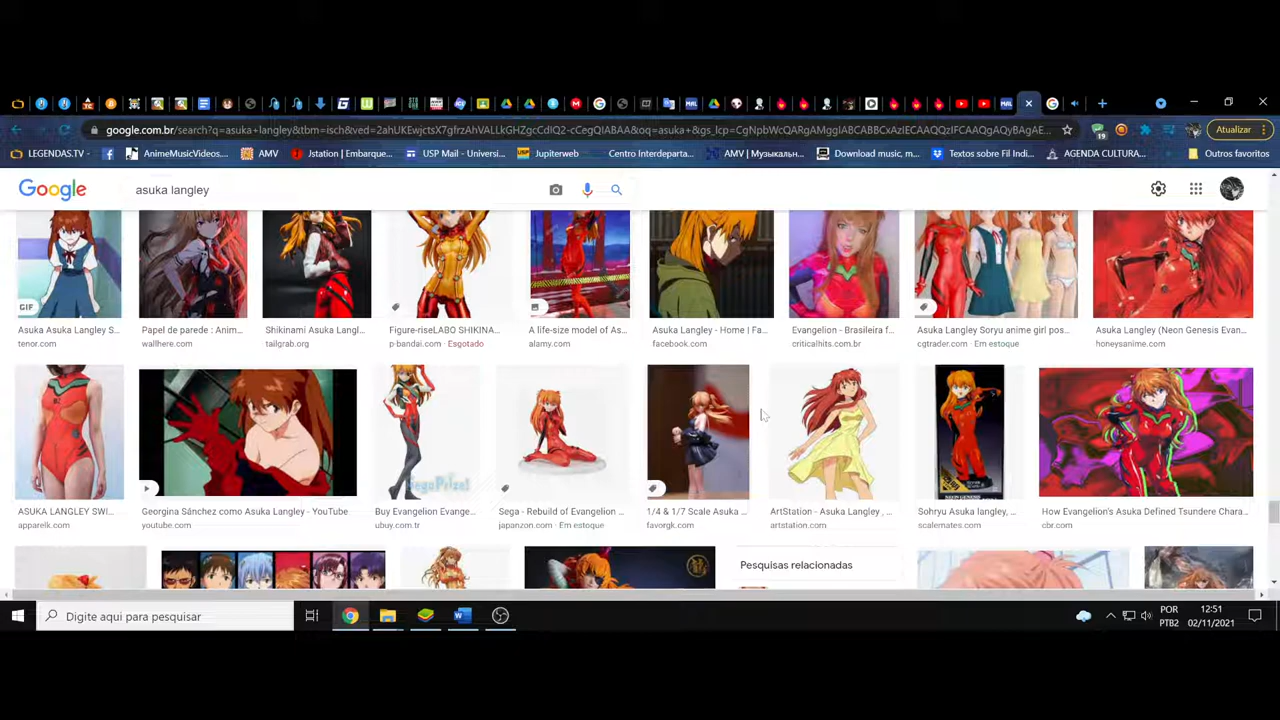 google.com.br/search?q=asuka+langley&tbm=isch&ved=2ahUKEwjctsX7gfrzAhVALLkGHZgcCdIQ2-cCegQIABAA&oq=asuka+&gs_lcp=CgNpbWcQARgAMggIABCABBCxAzIECAAQQzIFCAAQgAQyBAgAE...
Atualizar
LEGENDAS.TV
AnimeMusicVideos,...
AMV
Jstation | Embarque...
USP Mail - Universi...
Jupiterweb
Centro Interdeparta...
AMV | Музыкальн...
Download music, m...
Textos sobre Fil Indi...
AGENDA CULTURA...
Outros favoritos
Google
asuka langley
GIF
Asuka Asuka Langley S...
tenor.com
Papel de parede : Anim...
wallhere.com
Shikinami Asuka Langl...
tailgrab.org
Figure-riseLABO SHIKINA...
p-bandai.com · Esgotado
A life-size model of As...
alamy.com
Asuka Langley - Home | Fa...
facebook.com
Evangelion - Brasileira f...
criticalhits.com.br
Asuka Langley Soryu anime girl pos...
cgtrader.com · Em estoque
Asuka Langley (Neon Genesis Evan...
honeysanime.com
SegaPrize!
ASUKA LANGLEY SWI...
apparelk.com
Georgina Sánchez como Asuka Langley - YouTube
youtube.com
Buy Evangelion Evange...
ubuy.com.tr
Sega - Rebuild of Evangelion ...
japanzon.com · Em estoque
1/4 & 1/7 Scale Asuka ...
favorgk.com
ArtStation - Asuka Langley , ...
artstation.com
Sohryu Asuka langley, ...
scalemates.com
How Evangelion's Asuka Defined Tsundere Chara...
cbr.com
Pesquisas relacionadas
Digite aqui para pesquisar
POR
PTB2
12:51
02/11/2021